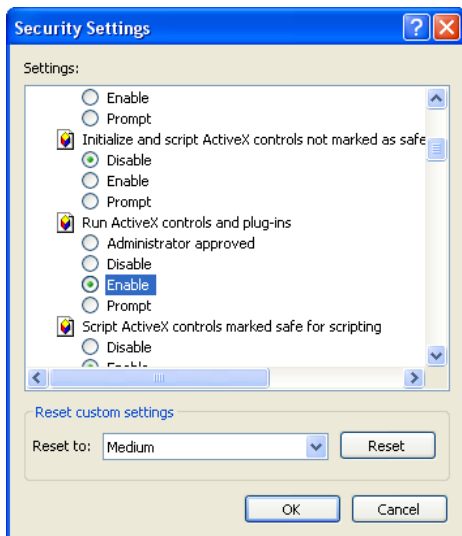 Security Settings
Settings:
Enable
Prompt
Initialize and script ActiveX controls not marked as safe
Disable
Enable
Prompt
Run ActiveX controls and plug-ins
Administrator approved
Disable
Enable
Prompt
Script ActiveX controls marked safe for scripting
Disable
Enable
Reset custom settings
Reset to: Medium Reset
OK Cancel